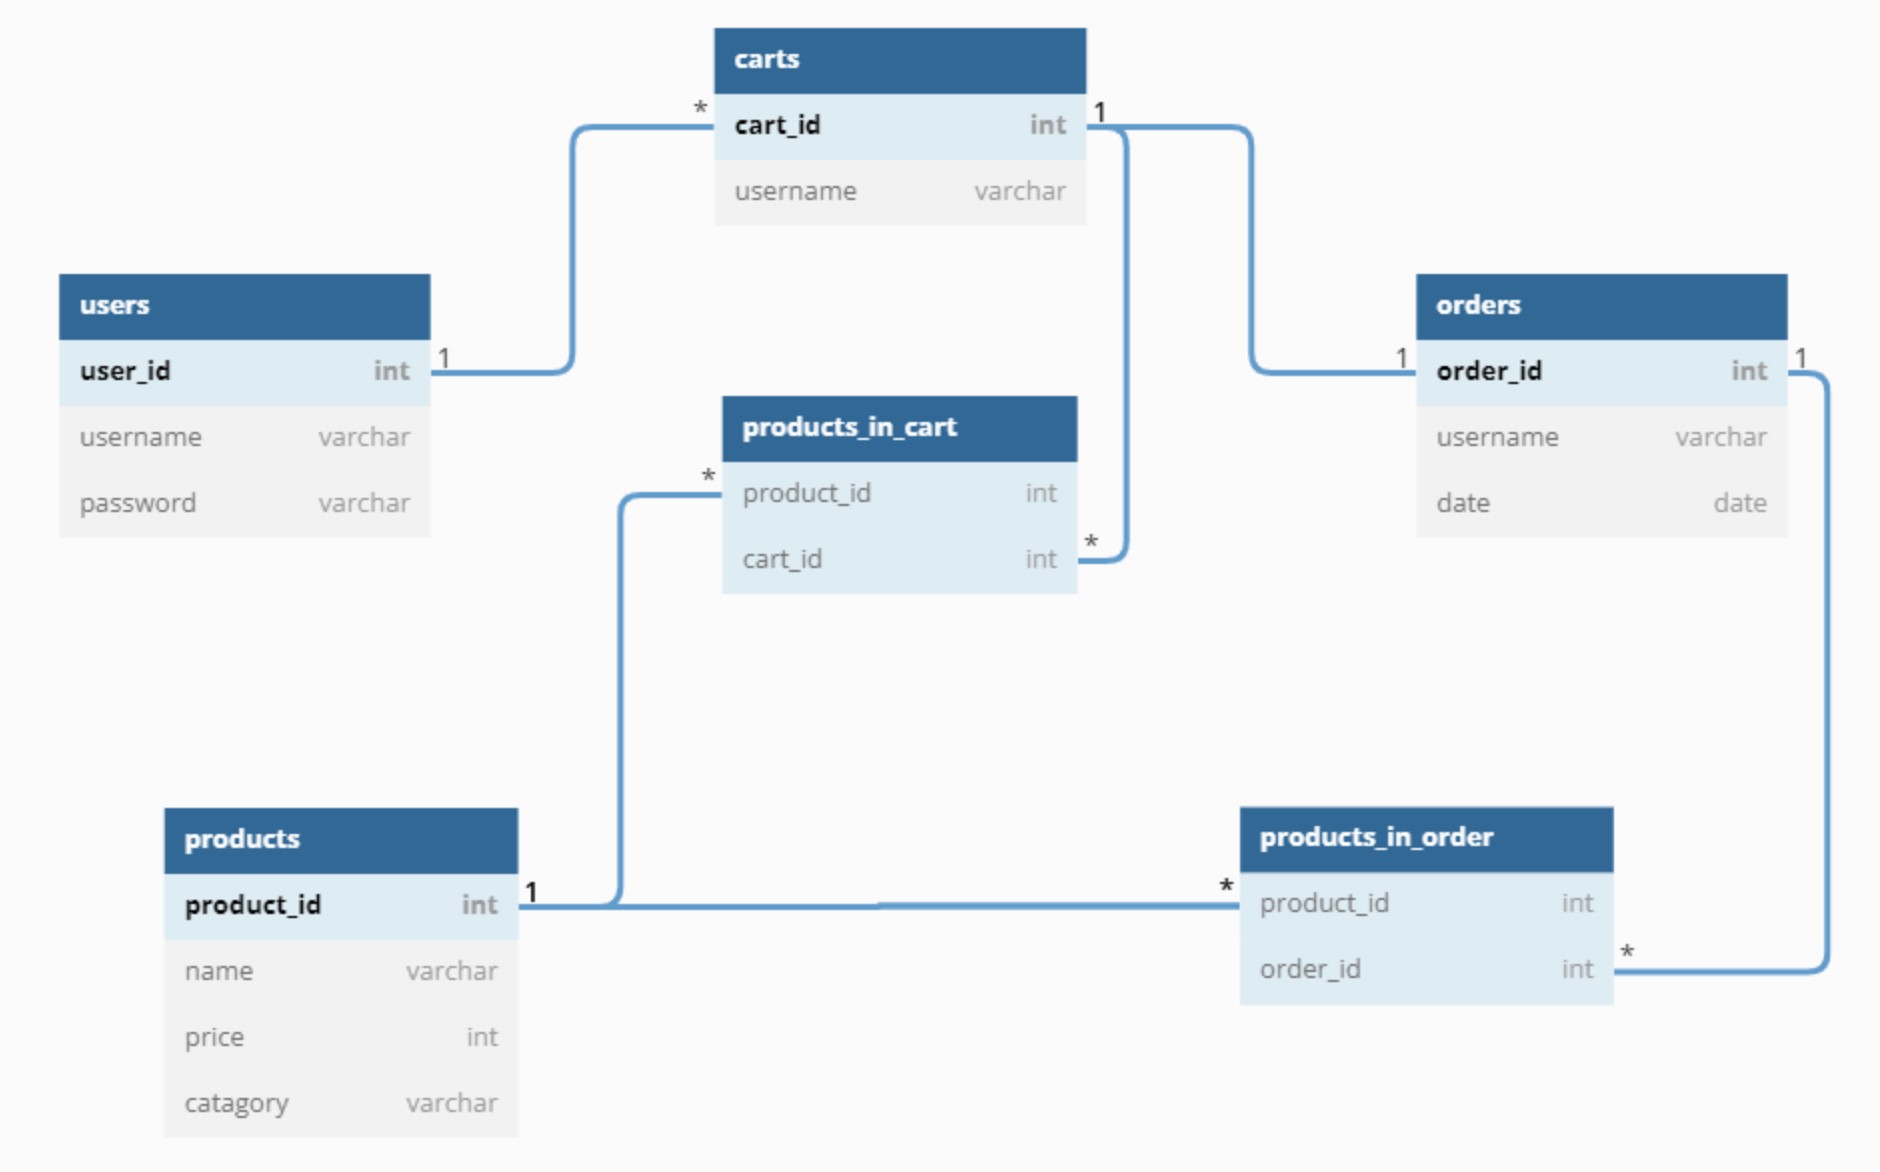 carts
* cart_id int 1
username varchar
users
user_id int 1
username varchar
password varchar
orders
1 order_id int 1
username varchar
date date
products_in_cart
* product_id int
cart_id int *
products
product_id int 1
name varchar
price int
catagory varchar
products_in_order
* product_id int
order_id int *